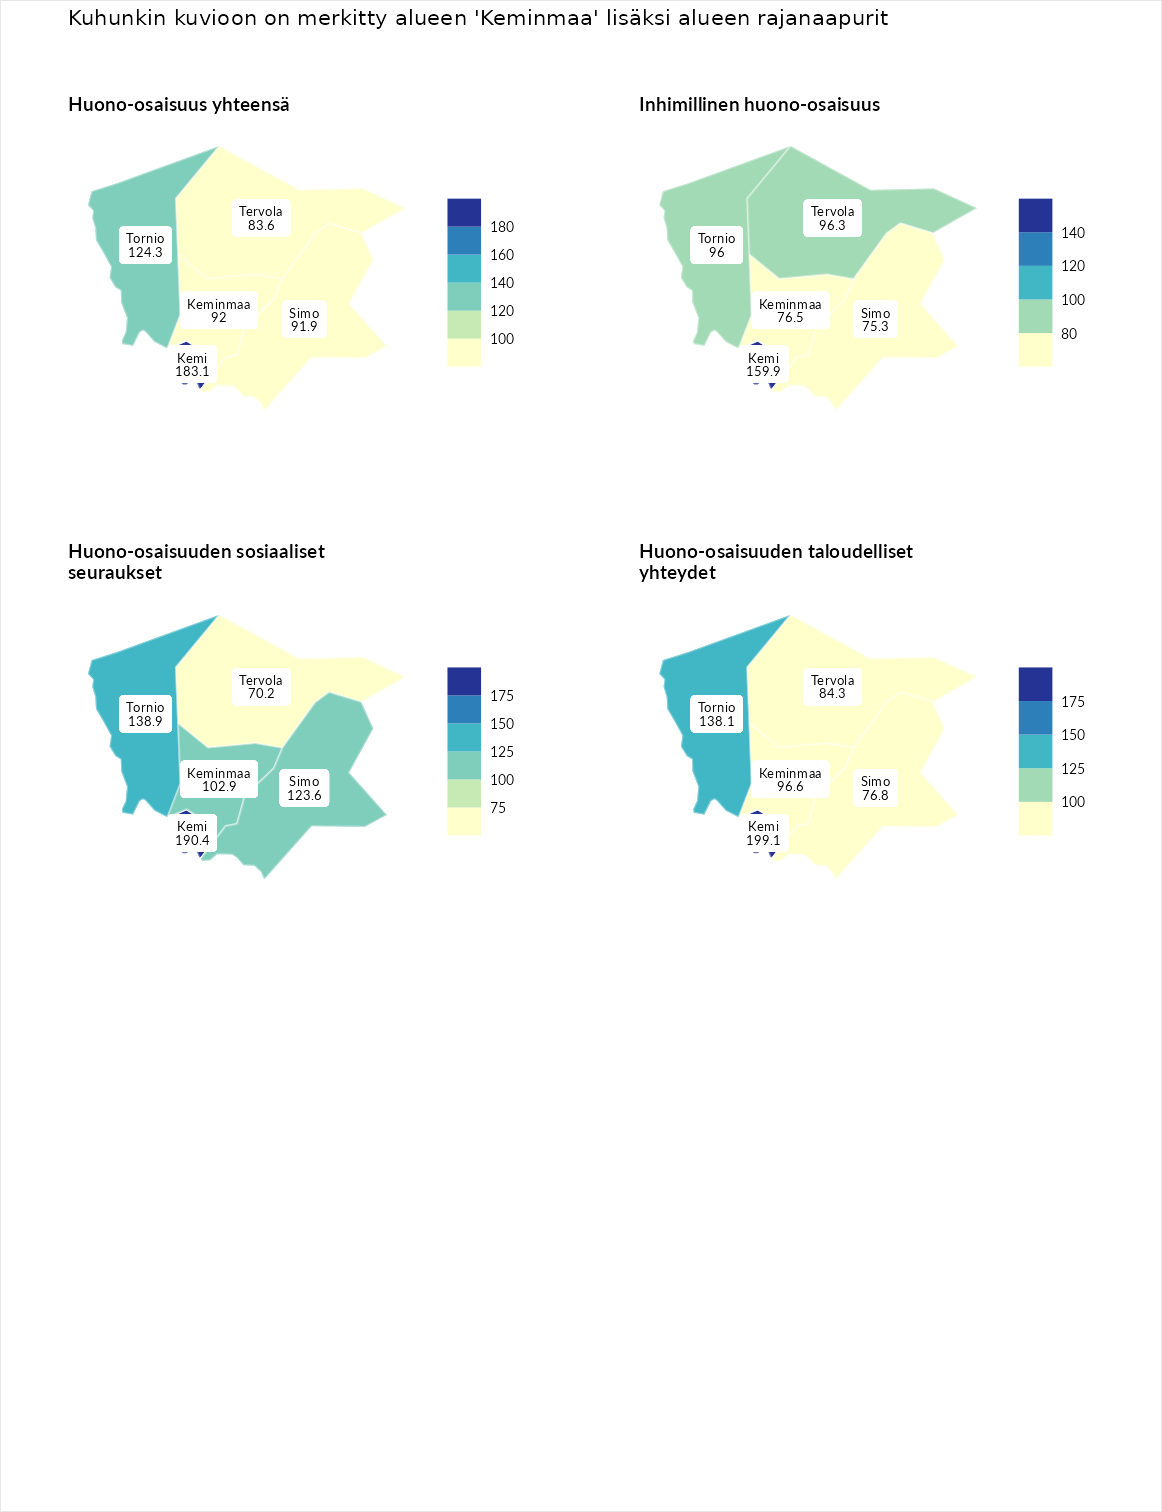 Kuhunkin kuvioon on merkitty alueen 'Keminmaa' lisäksi alueen rajanaapurit
Huono-osaisuus yhteensä
Tervola
83.6
Tornio
124.3
Keminmaa
92
Simo
91.9
Kemi
183.1
180
160
140
120
100
Inhimillinen huono-osaisuus
Tervola
96.3
Tornio
96
Keminmaa
76.5
Simo
75.3
Kemi
159.9
140
120
100
80
Huono-osaisuuden sosiaaliset
seuraukset
Tervola
70.2
Tornio
138.9
Keminmaa
102.9
Simo
123.6
Kemi
190.4
175
150
125
100
75
Huono-osaisuuden taloudelliset
yhteydet
Tervola
84.3
Tornio
138.1
Keminmaa
96.6
Simo
76.8
Kemi
199.1
175
150
125
100